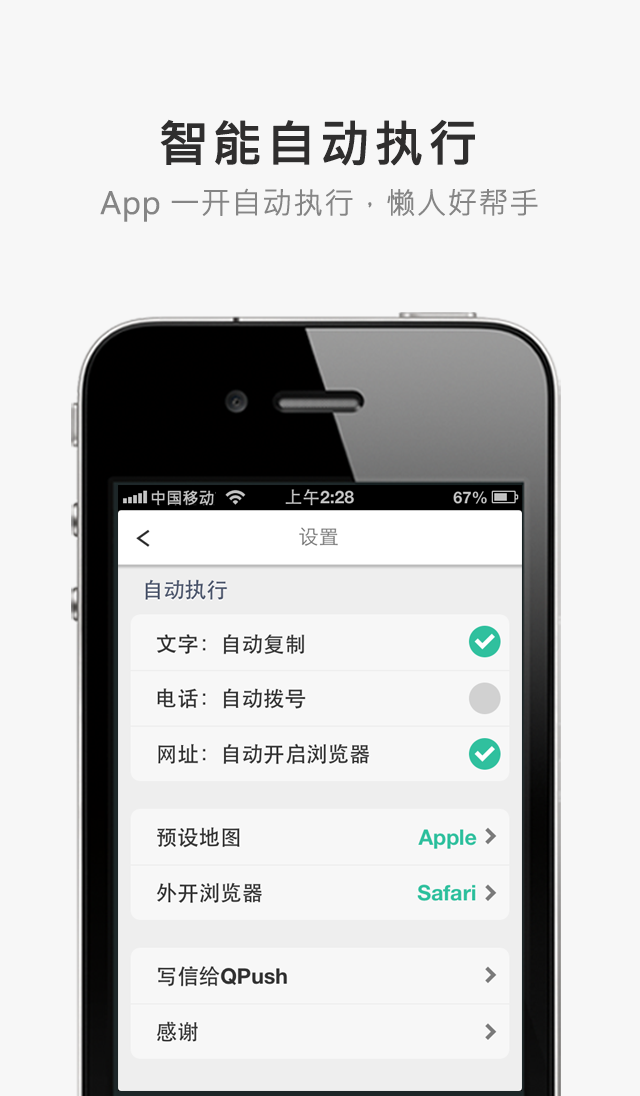 智能自动执行
App 一开自动执行，懒人好帮手
中国移动 上午2:28 67%
设置
自动执行
文字：自动复制
电话：自动拨号
网址：自动开启浏览器
预设地图 Apple
外开浏览器 Safari
写信给QPush
感谢